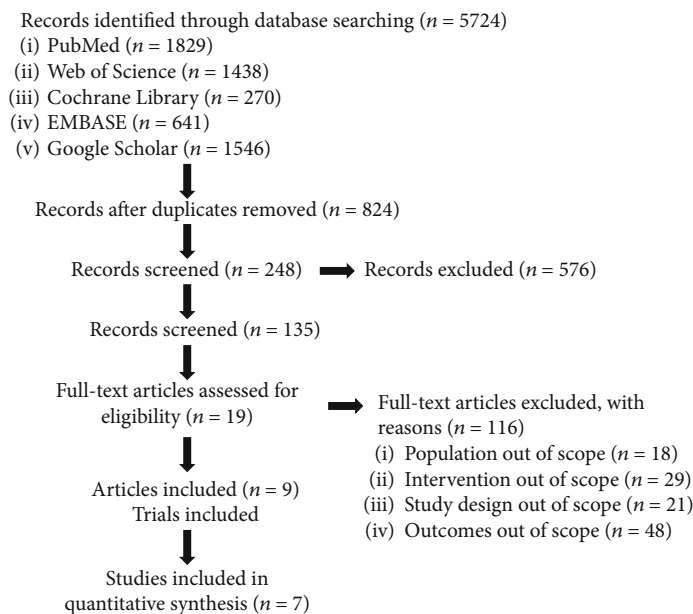 Records identified through database searching (n = 5724)
(i) PubMed (n = 1829)
(ii) Web of Science (n = 1438)
(iii) Cochrane Library (n = 270)
(iv) EMBASE (n = 641)
(v) Google Scholar (n = 1546)
Records after duplicates removed (n = 824)
Records screened (n = 248)
Records excluded (n = 576)
Records screened (n = 135)
Full-text articles assessed for
eligibility (n = 19)
Full-text articles excluded, with
reasons (n = 116)
(i) Population out of scope (n = 18)
(ii) Intervention out of scope (n = 29)
(iii) Study design out of scope (n = 21)
(iv) Outcomes out of scope (n = 48)
Articles included (n = 9)
Trials included
Studies included in
quantitative synthesis (n = 7)